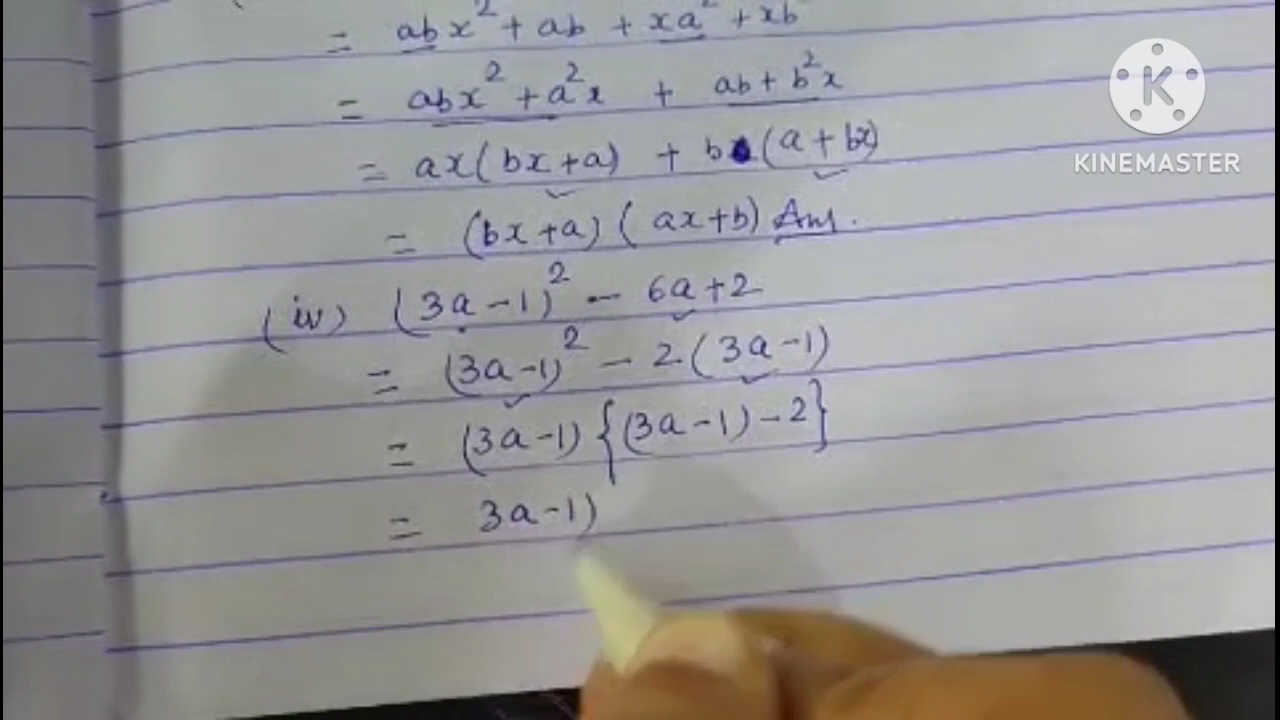 = abx² + ab + xa² + xb
= abx² + a²x + ab + b²x
= ax(bx+a) + b(a+bx)
= (bx+a)(ax+b) Ans.
(iv) (3a-1)² - 6a+2
= (3a-1)² - 2(3a-1)
= (3a-1){(3a-1)-2}
= 3a-1)
K
KINEMASTER